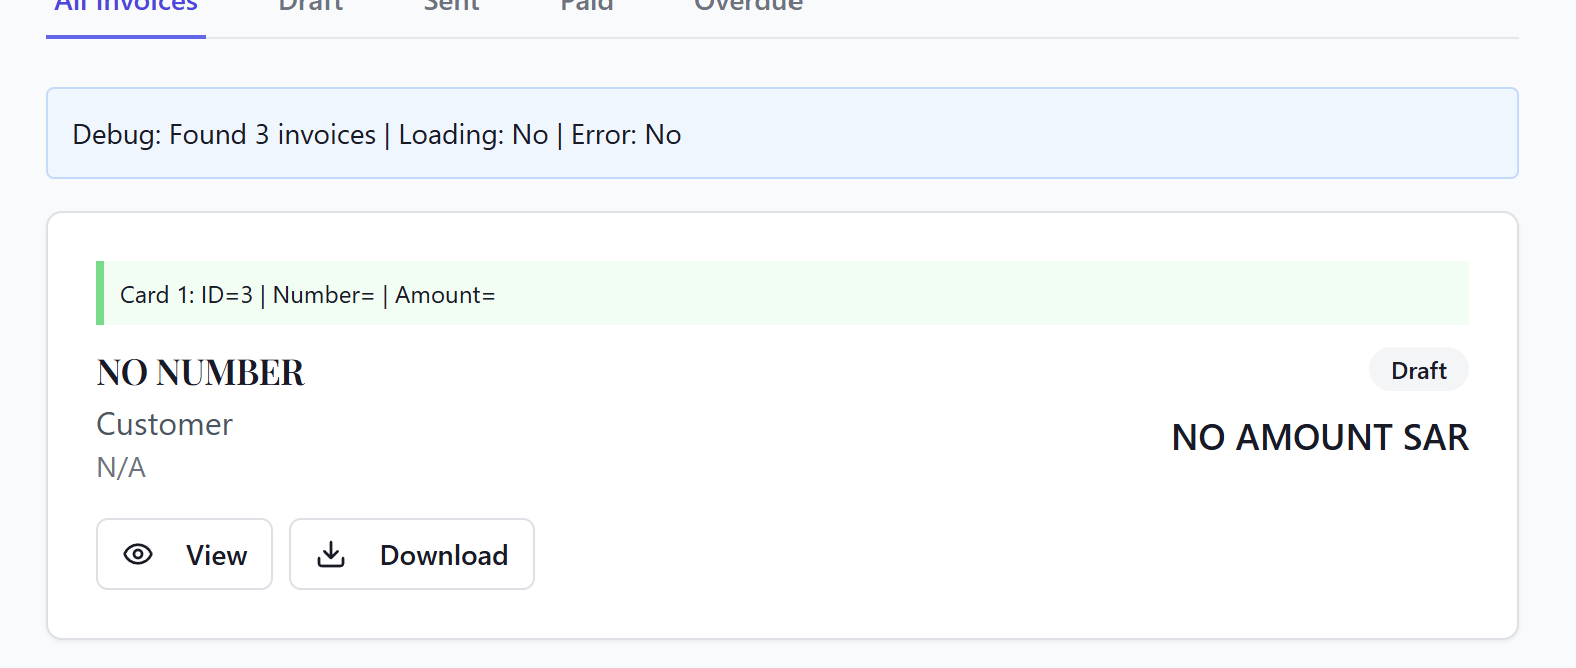 All Invoices Draft Sent Paid Overdue
Debug: Found 3 invoices | Loading: No | Error: No
Card 1: ID=3 | Number= | Amount=
NO NUMBER
Draft
Customer
NO AMOUNT SAR
N/A
View Download